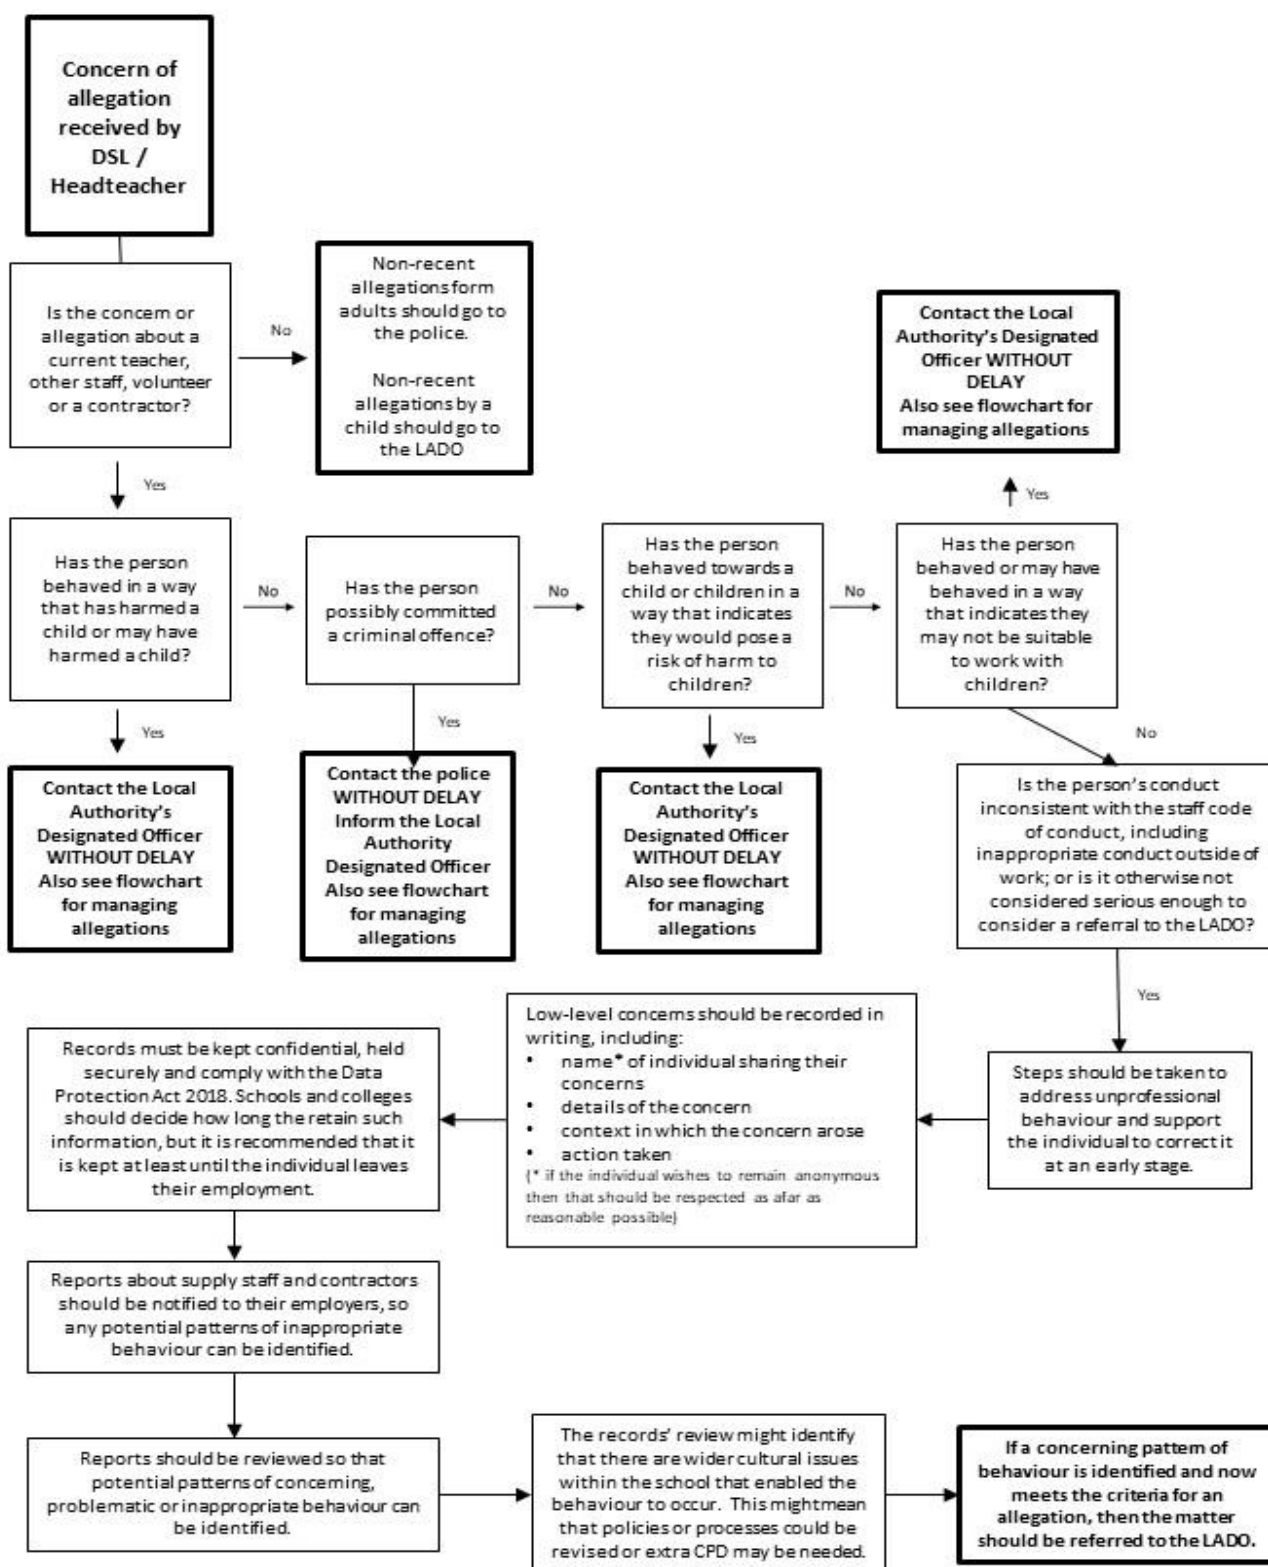 Concern of
allegation
received by
DSL /
Headteacher
Is the concern or
allegation about a
current teacher,
other staff, volunteer
or a contractor?
No
Non-recent
allegations form
adults should go to
the police.
Non-recent
allegations by a
child should go to
the LADO
Yes
Contact the Local
Authority's Designated
Officer WITHOUT
DELAY
Also see flowchart for
managing allegations
Yes
Has the person
behaved in a way
that has harmed a
child or may have
harmed a child?
No
Has the person
possibly committed
a criminal offence?
No
Has the person
behaved towards a
child or children in a
way that indicates
they would pose a
risk of harm to
children?
No
Has the person
behaved or may have
behaved in a way
that indicates they
may not be suitable
to work with
children?
Yes
Contact the Local
Authority's
Designated Officer
WITHOUT DELAY
Also see flowchart
for managing
allegations
Yes
Contact the police
WITHOUT DELAY
Inform the Local
Authority
Designated Officer
Also see flowchart
for managing
allegations
Yes
Contact the Local
Authority's
Designated Officer
WITHOUT DELAY
Also see flowchart
for managing
allegations
No
Is the person's conduct
inconsistent with the staff code
of conduct, including
inappropriate conduct outside of
work; or is it otherwise not
considered serious enough to
consider a referral to the LADO?
Yes
Steps should be taken to
address unprofessional
behaviour and support
the individual to correct it
at an early stage.
Low-level concerns should be recorded in
writing, including:
• name* of individual sharing their
concerns
• details of the concern
• context in which the concern arose
• action taken
(* if the individual wishes to remain anonymous
then that should be respected as afar as
reasonable possible)
Records must be kept confidential, held
securely and comply with the Data
Protection Act 2018. Schools and colleges
should decide how long the retain such
information, but it is recommended that it
is kept at least until the individual leaves
their employment.
Reports about supply staff and contractors
should be notified to their employers, so
any potential patterns of inappropriate
behaviour can be identified.
Reports should be reviewed so that
potential patterns of concerning,
problematic or inappropriate behaviour can
be identified.
The records' review might identify
that there are wider cultural issues
within the school that enabled the
behaviour to occur. This might mean
that policies or processes could be
revised or extra CPD may be needed.
If a concerning pattern of
behaviour is identified and now
meets the criteria for an
allegation, then the matter
should be referred to the LADO.